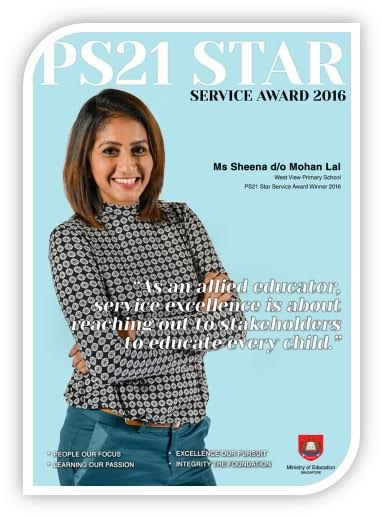 PS21 STAR
SERVICE AWARD 2016
Ms Sheena d/o Mohan Lal
West View Primary School
PS21 Star Service Award Winner 2016
"As an allied educator,
service excellence is about
reaching out to stakeholders
to educate every child."
* PEOPLE OUR FOCUS
* LEARNING OUR PASSION
* EXCELLENCE OUR PURSUIT
* INTEGRITY THE FOUNDATION
Ministry of Education
SINGAPORE